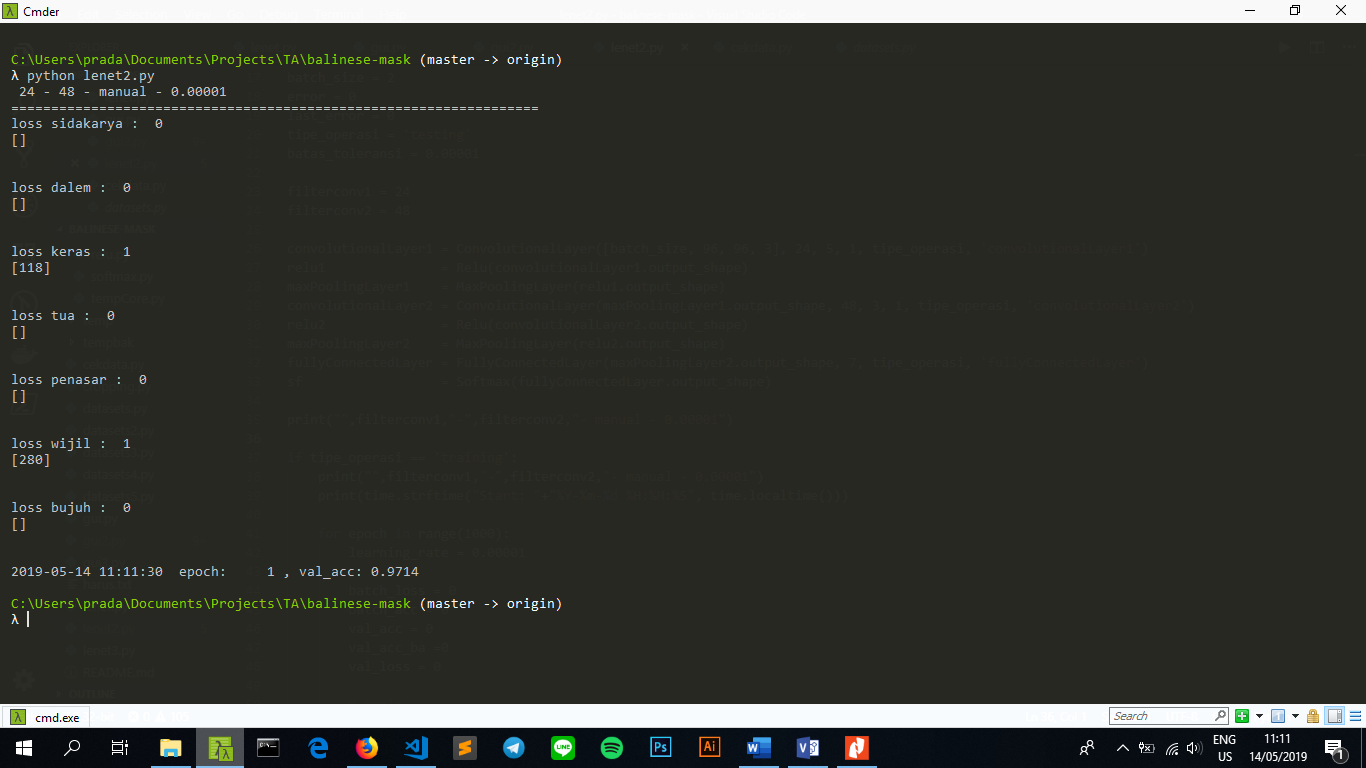 Cmder
C:\Users\prada\Documents\Projects\TA\balinese-mask (master -> origin)
λ python lenet2.py
24 - 48 - manual - 0.00001
==================================================================
loss sidakarya :  0
[]
loss dalem :  0
[]
loss keras :  1
[118]
loss tua :  0
[]
loss penasar :  0
[]
loss wijil :  1
[280]
loss bujuh :  0
[]
2019-05-14 11:11:30  epoch:     1 , val_acc: 0.9714
C:\Users\prada\Documents\Projects\TA\balinese-mask (master -> origin)
λ
cmd.exe
Search
ENG
US
11:11
14/05/2019